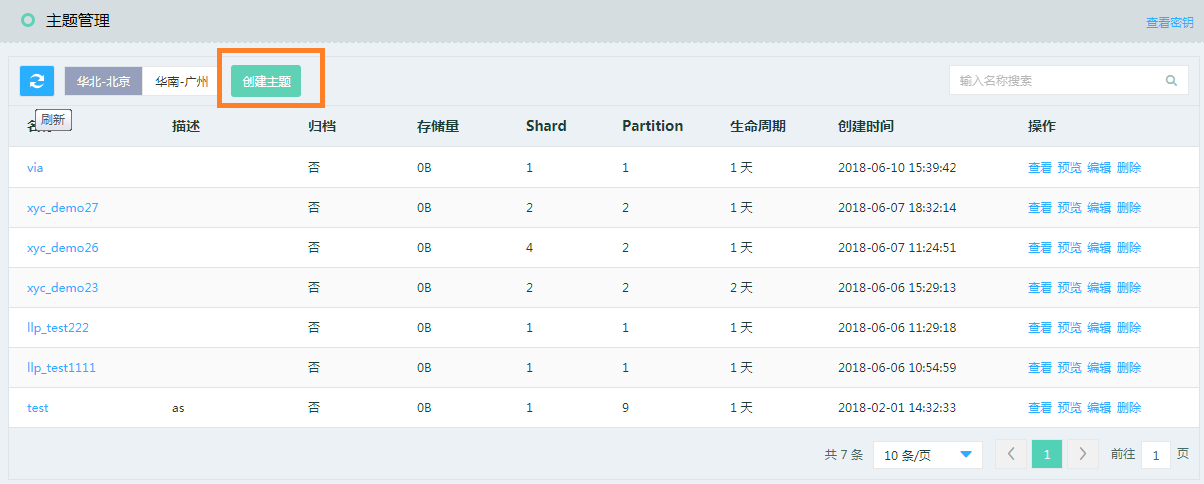 主题管理
查看密钥
华北-北京 华南-广州 创建主题 输入名称搜索
刷新
描述 归档 存储量 Shard Partition 生命周期 创建时间 操作
via 否 0B 1 1 1 天 2018-06-10 15:39:42 查看 预览 编辑 删除
xyc_demo27 否 0B 2 2 1 天 2018-06-07 18:32:14 查看 预览 编辑 删除
xyc_demo26 否 0B 4 2 1 天 2018-06-07 11:24:51 查看 预览 编辑 删除
xyc_demo23 否 0B 2 2 2 天 2018-06-06 15:29:13 查看 预览 编辑 删除
llp_test222 否 0B 1 1 1 天 2018-06-06 11:29:18 查看 预览 编辑 删除
llp_test1111 否 0B 1 1 1 天 2018-06-06 10:54:59 查看 预览 编辑 删除
test as 否 0B 1 9 1 天 2018-02-01 14:32:33 查看 预览 编辑 删除
共 7 条 10 条/页 1 前往 1 页